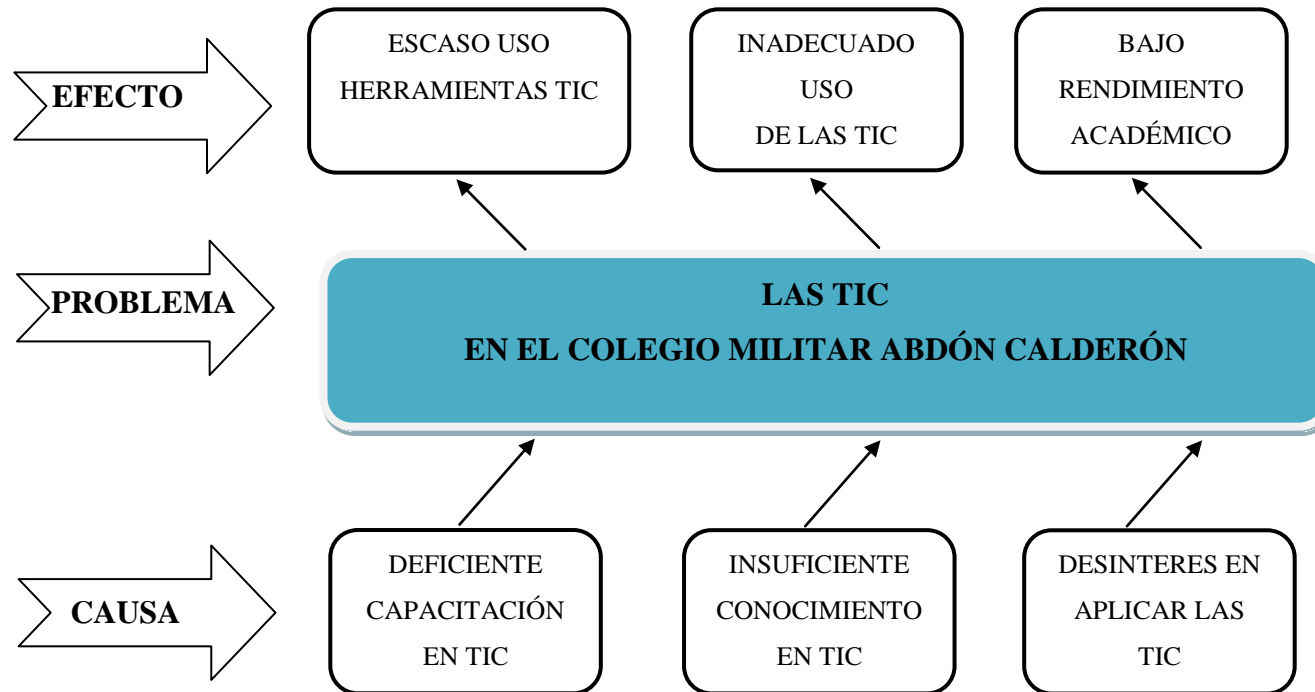 EFECTO
ESCASO USO
HERRAMIENTAS TIC
INADECUADO
USO
DE LAS TIC
BAJO
RENDIMIENTO
ACADÉMICO
PROBLEMA
LAS TIC
EN EL COLEGIO MILITAR ABDÓN CALDERÓN
CAUSA
DEFICIENTE
CAPACITACIÓN
EN TIC
INSUFICIENTE
CONOCIMIENTO
EN TIC
DESINTERES EN
APLICAR LAS
TIC